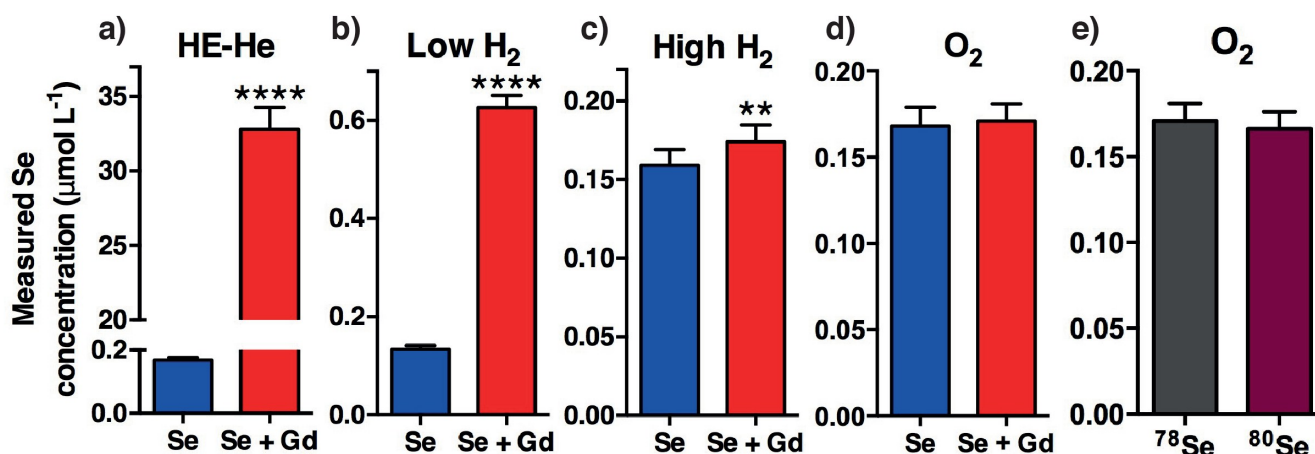 a) HE-He
b) Low H₂
c) High H₂
d) O₂
e) O₂
Measured Se
concentration (μmol L⁻¹)
35
30
25
20
0.2
0.0
****
Se Se + Gd
0.6
0.4
0.2
0.0
****
Se Se + Gd
0.20
0.15
0.10
0.05
0.00
**
Se Se + Gd
0.20
0.15
0.10
0.05
0.00
Se Se + Gd
0.20
0.15
0.10
0.05
0.00
⁷⁸Se ⁸⁰Se